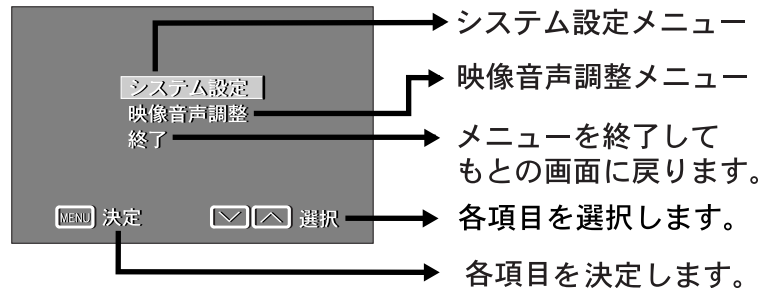 システム設定メニュー
システム設定
映像音声調整メニュー
映像音声調整
終了
メニューを終了して
もとの画面に戻ります。
MENU 決定
選択
各項目を選択します。
各項目を決定します。